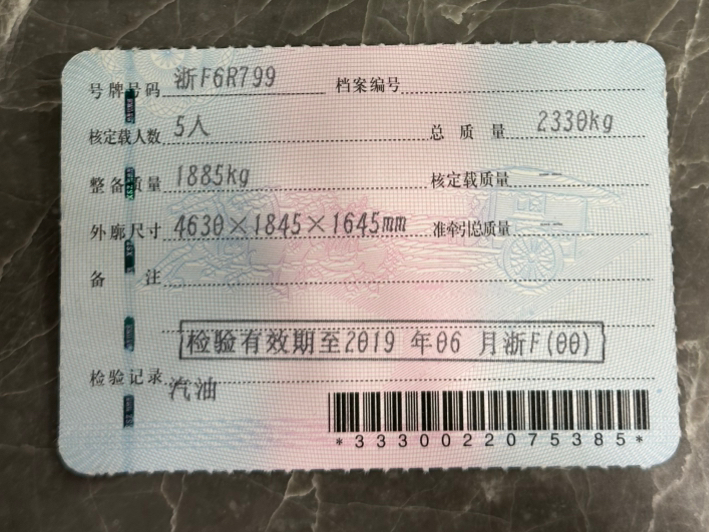 号牌号码 浙F6R799 档案编号
核定载人数 5人 总质量 2330kg
整备质量 1885kg 核定载质量 --
外廓尺寸 4630×1845×1645mm 准牵引总质量 --
备注
检验有效期至2019 年06 月浙F(00)
检验记录 汽油
*3330022075385*